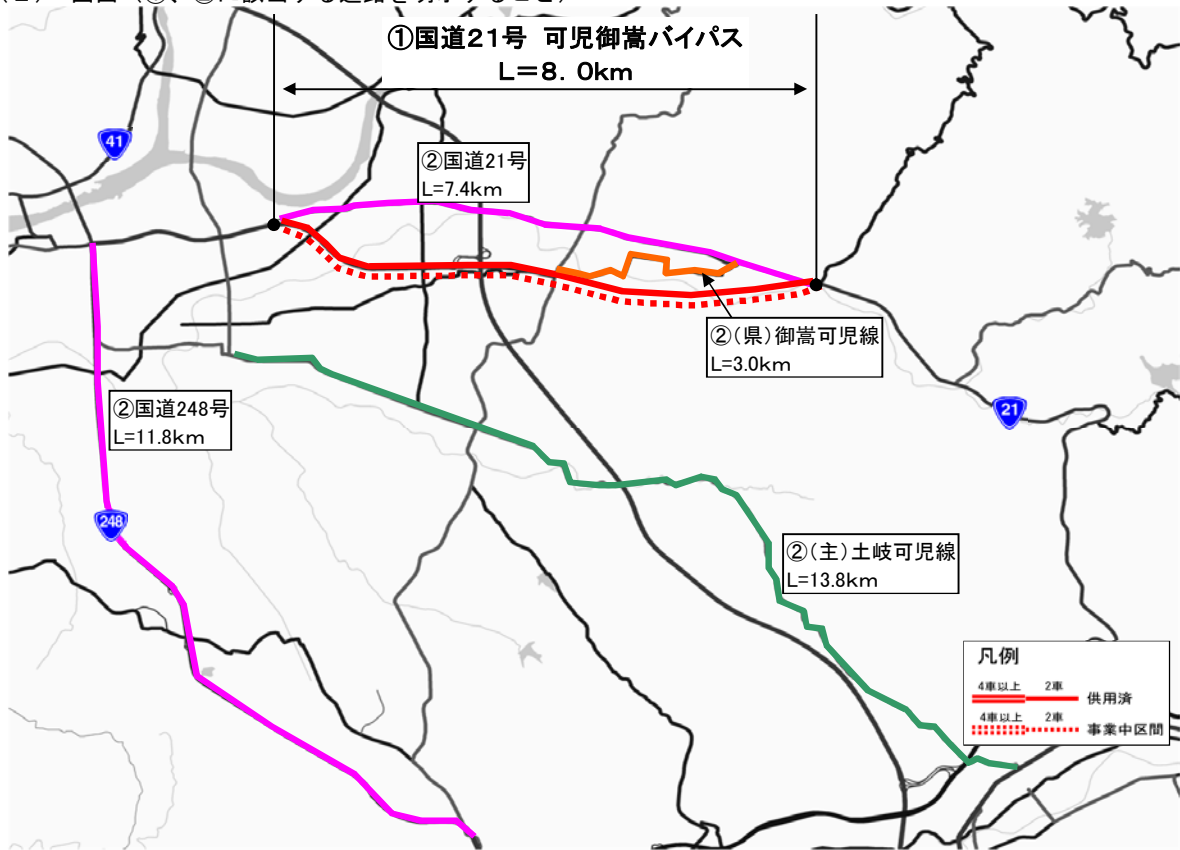 ①国道21号 可児御嵩バイパス
L=8．0km
41
②国道21号
L=7.4km
②(県)御嵩可児線
L=3.0km
②国道248号
L=11.8km
21
248
②(主)土岐可児線
L=13.8km
凡例
4車以上 2車 供用済
4車以上 2車 事業中区間